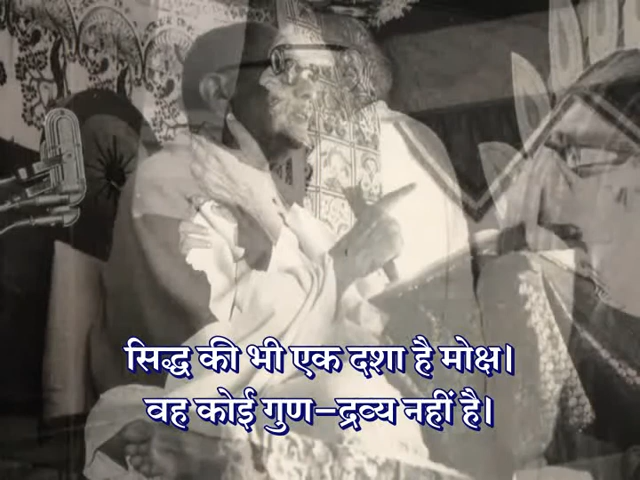 सिद्ध की भी एक दशा है मोक्ष।
वह कोई गुण-द्रव्य नहीं है।